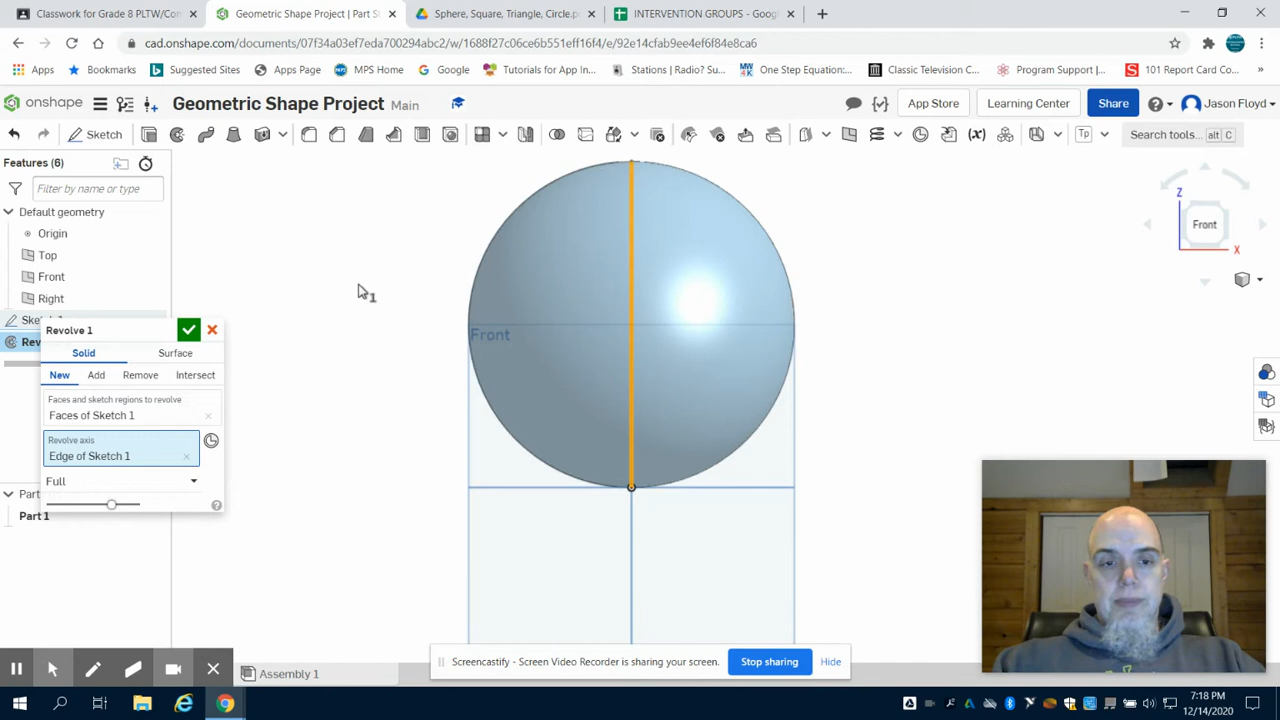 Classwork for Grade 8 PLTW/Con
Geometric Shape Project | Part S
Sphere, Square, Triangle, Circle.p
INTERVENTION GROUPS - Goog
cad.onshape.com/documents/07f34a03ef7eda700294abc2/w/1688f27c06ce6b551eff16f4/e/92e14cfab9ee4ef6f84e8ca6
Apps
Bookmarks
Suggested Sites
Apps Page
MPS Home
Google
Tutorials for App In...
Stations | Radio? Su...
One Step Equation:...
Classic Television C...
Program Support |...
101 Report Card Co...
onshape
Geometric Shape Project
Main
App Store
Learning Center
Share
Jason Floyd
Sketch
Tp
Search tools...
alt C
Features (6)
Filter by name or type
Default geometry
Origin
Top
Front
Right
Revolve 1
Solid
Surface
New
Add
Remove
Intersect
Faces and sketch regions to revolve
Faces of Sketch 1
Revolve axis
Edge of Sketch 1
Full
Part
Part 1
Front
Z
Front
X
1
Assembly 1
Screencastify - Screen Video Recorder is sharing your screen.
Stop sharing
Hide
7:18 PM
12/14/2020